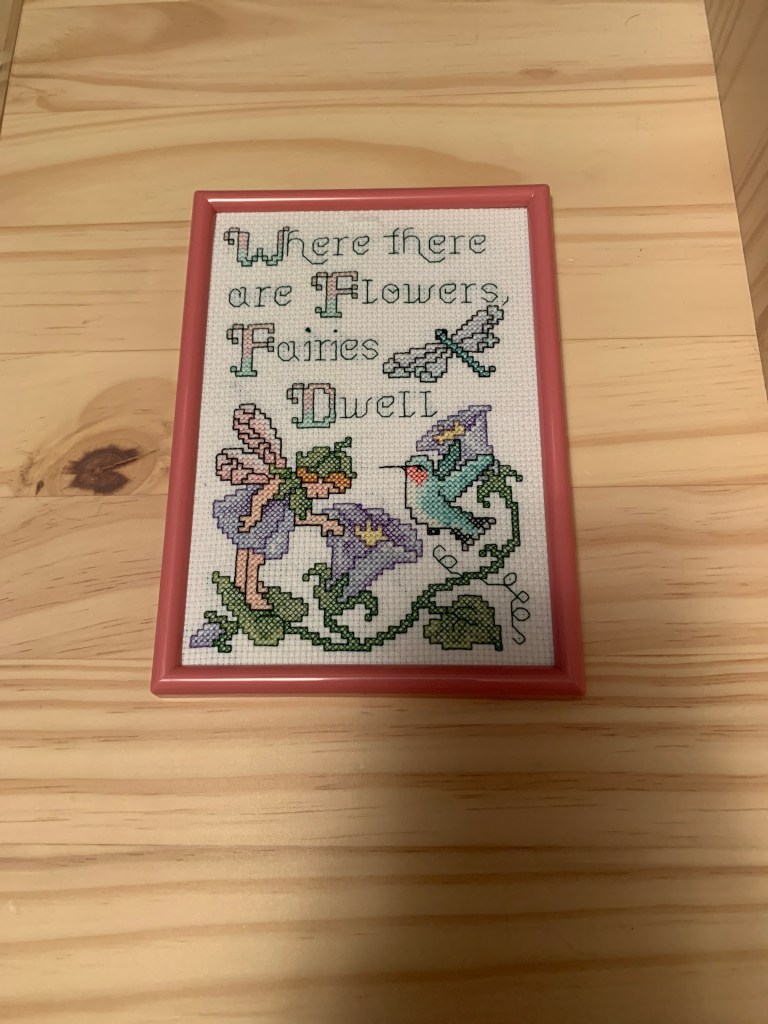 Where there
are Flowers,
Fairies
Dwell